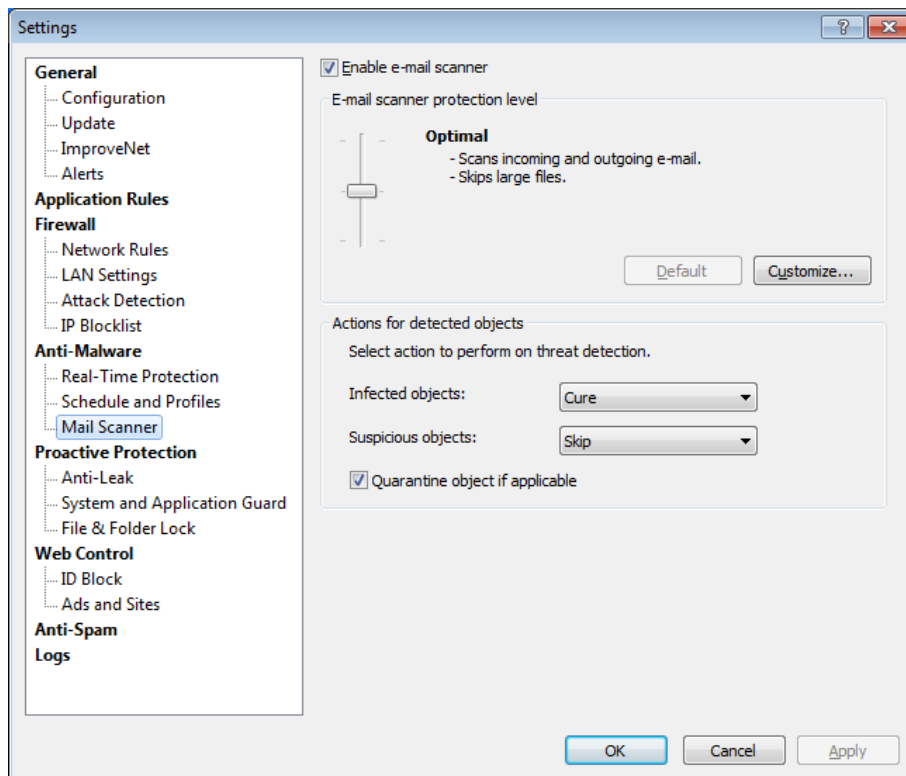 Settings
General
Configuration
Update
ImproveNet
Alerts
Application Rules
Firewall
Network Rules
LAN Settings
Attack Detection
IP Blocklist
Anti-Malware
Real-Time Protection
Schedule and Profiles
Mail Scanner
Proactive Protection
Anti-Leak
System and Application Guard
File & Folder Lock
Web Control
ID Block
Ads and Sites
Anti-Spam
Logs
Enable e-mail scanner
E-mail scanner protection level
Optimal
- Scans incoming and outgoing e-mail.
- Skips large files.
Default Customize...
Actions for detected objects
Select action to perform on threat detection.
Infected objects: Cure
Suspicious objects: Skip
Quarantine object if applicable
OK Cancel Apply